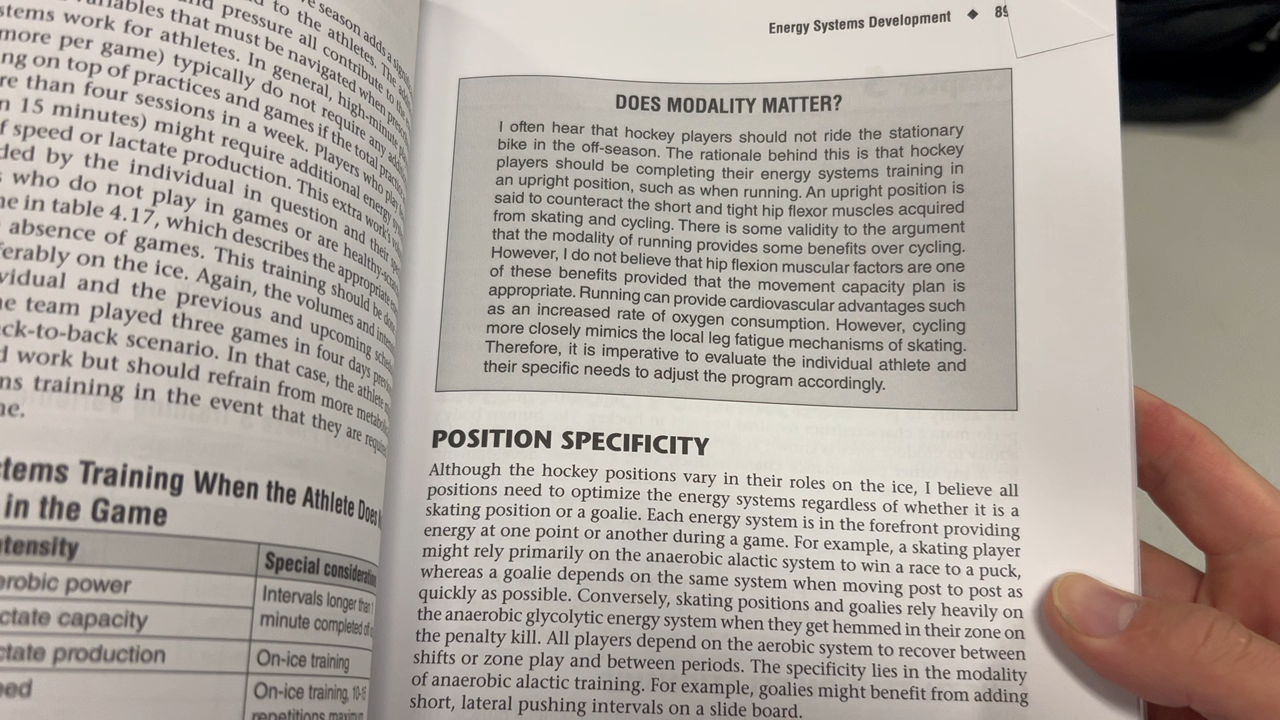 season adds a
to the athletes. The
and pressure all contribute to the
that must be navigated when
stems work for athletes. In general, high-minute
more per game) typically do not require any
ng on top of practices and games if the total
re than four sessions in a week. Players who play
n 15 minutes) might require additional energy
f speed or lactate production. This extra work's
ded by the individual in question and their
s who do not play in games or are healthy-
ne in table 4.17, which describes the appropriate
absence of games. This training should be
ferably on the ice. Again, the volumes and
vidual and the previous and upcoming
ne team played three games in four days
ck-to-back scenario. In that case, the athlete
d work but should refrain from more
ns training in the event that they are
ne.
stems Training When the Athlete Does
in the Game
tensity
Special consideration
erobic power
Intervals longer than 1
ctate capacity
minute completed
ctate production
On-ice training
eed
On-ice training, 10-15
repetitions
Energy Systems Development ◆ 89
DOES MODALITY MATTER?
I often hear that hockey players should not ride the stationary
bike in the off-season. The rationale behind this is that hockey
players should be completing their energy systems training in
an upright position, such as when running. An upright position is
said to counteract the short and tight hip flexor muscles acquired
from skating and cycling. There is some validity to the argument
that the modality of running provides some benefits over cycling.
However, I do not believe that hip flexion muscular factors are one
of these benefits provided that the movement capacity plan is
appropriate. Running can provide cardiovascular advantages such
as an increased rate of oxygen consumption. However, cycling
more closely mimics the local leg fatigue mechanisms of skating.
Therefore, it is imperative to evaluate the individual athlete and
their specific needs to adjust the program accordingly.
POSITION SPECIFICITY
Although the hockey positions vary in their roles on the ice, I believe all
positions need to optimize the energy systems regardless of whether it is a
skating position or a goalie. Each energy system is in the forefront providing
energy at one point or another during a game. For example, a skating player
might rely primarily on the anaerobic alactic system to win a race to a puck,
whereas a goalie depends on the same system when moving post to post as
quickly as possible. Conversely, skating positions and goalies rely heavily on
the anaerobic glycolytic energy system when they get hemmed in their zone on
the penalty kill. All players depend on the aerobic system to recover between
shifts or zone play and between periods. The specificity lies in the modality
of anaerobic alactic training. For example, goalies might benefit from adding
short, lateral pushing intervals on a slide board.